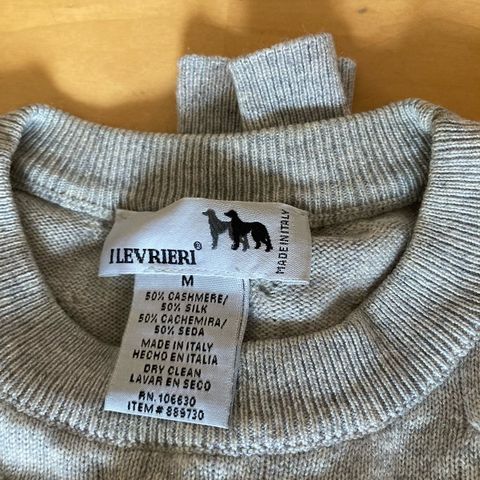 I LEVRIERI®
MADE IN ITALY
M
50% CASHMERE/
50% SILK
50% CACHEMIRA/
50% SEDA
MADE IN ITALY
HECHO EN ITALIA
DRY CLEAN
LAVAR EN SECO
RN. 106630
ITEM # 889730